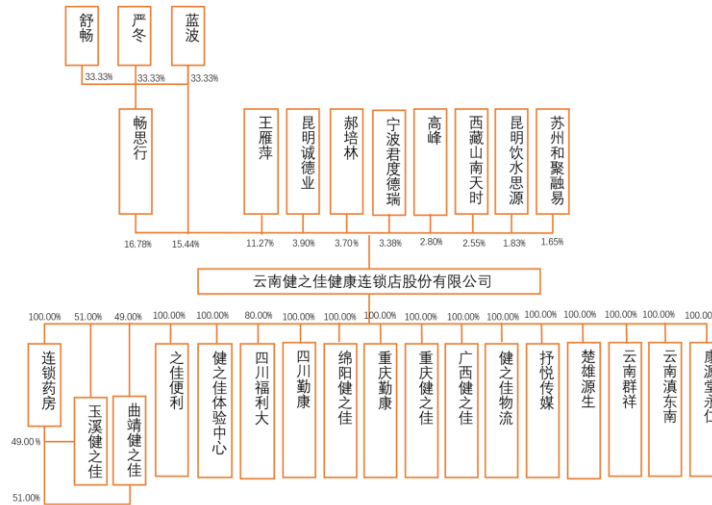 舒畅
严冬
蓝波
33.33%
33.33%
33.33%
畅思行
王雁萍
昆明诚德业
郝培林
宁波君度德瑞
高峰
西藏山南天时
昆明饮水思源
苏州和聚融易
16.78%
15.44%
11.27%
3.90%
3.70%
3.38%
2.80%
2.55%
1.83%
1.65%
云南健之佳健康连锁店股份有限公司
100.00%
51.00%
49.00%
100.00%
100.00%
80.00%
100.00%
100.00%
100.00%
100.00%
100.00%
100.00%
100.00%
100.00%
100.00%
100.00%
100.00
连锁药房
玉溪健之佳
曲靖健之佳
之佳便利
健之佳体验中心
四川福利大
四川勤康
绵阳健之佳
重庆勤康
重庆健之佳
广西健之佳
健之佳物流
抒悦传媒
楚雄源生
云南群祥
云南滇东南
康源堂永仁
49.00%
51.00%